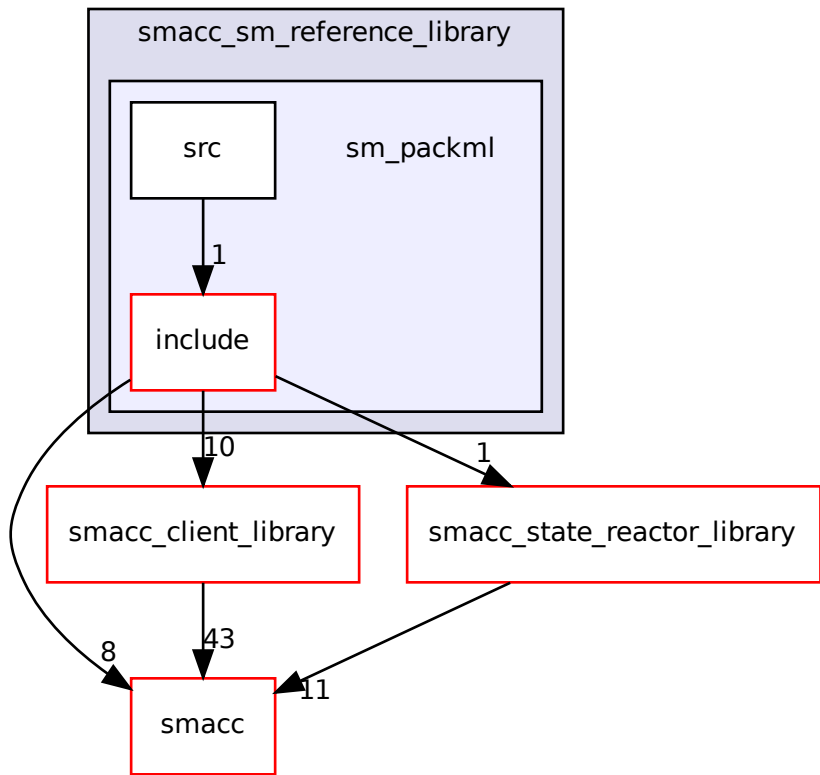 smacc_sm_reference_library
src
sm_packml
1
include
10
1
smacc_client_library
smacc_state_reactor_library
8
43
11
smacc